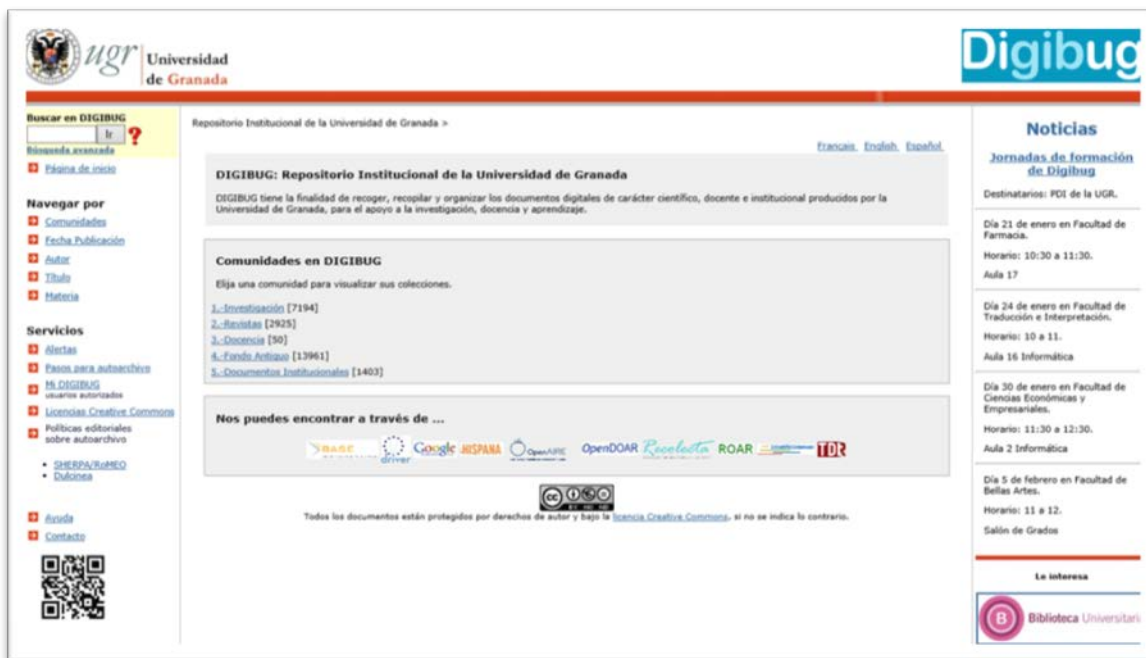 ugr Universidad
de Granada
Digibug
Buscar en DIGIBUG
Ir ?
Búsqueda avanzada
Página de inicio
Navegar por
Comunidades
Fecha Publicación
Autor
Título
Materia
Servicios
Alertas
Pasos para autoarchivo
Mi DIGIBUG
usuarios autorizados
Licencias Creative Commons
Políticas editoriales
sobre autoarchivo
SHERPA/RoMEO
Dulcinea
Ayuda
Contacto
Repositorio Institucional de la Universidad de Granada >
Français English Español
DIGIBUG: Repositorio Institucional de la Universidad de Granada
DIGIBUG tiene la finalidad de recoger, recopilar y organizar los documentos digitales de carácter científico, docente e institucional producidos por la
Universidad de Granada, para el apoyo a la investigación, docencia y aprendizaje.
Comunidades en DIGIBUG
Elija una comunidad para visualizar sus colecciones.
1.-Investigación [7194]
2.-Revistas [2925]
3.-Docencia [50]
4.-Fondo Antiguo [13961]
5.-Documentos Institucionales [1403]
Nos puedes encontrar a través de ...
BASE driver Google HISPANA OpenAIRE OpenDOAR Recolecta ROAR TDR
cc BY NC ND
Todos los documentos están protegidos por derechos de autor y bajo la licencia Creative Commons, si no se indica lo contrario.
Noticias
Jornadas de formación
de Digibug
Destinatarios: PDI de la UGR.
Día 21 de enero en Facultad de
Farmacia.
Horario: 10:30 a 11:30.
Aula 17
Día 24 de enero en Facultad de
Traducción e Interpretación.
Horario: 10 a 11.
Aula 16 Informática
Día 30 de enero en Facultad de
Ciencias Económicas y
Empresariales.
Horario: 11:30 a 12:30.
Aula 2 Informática
Día 5 de febrero en Facultad de
Bellas Artes.
Horario: 11 a 12.
Salón de Grados
Le interesa
B Biblioteca Universitari